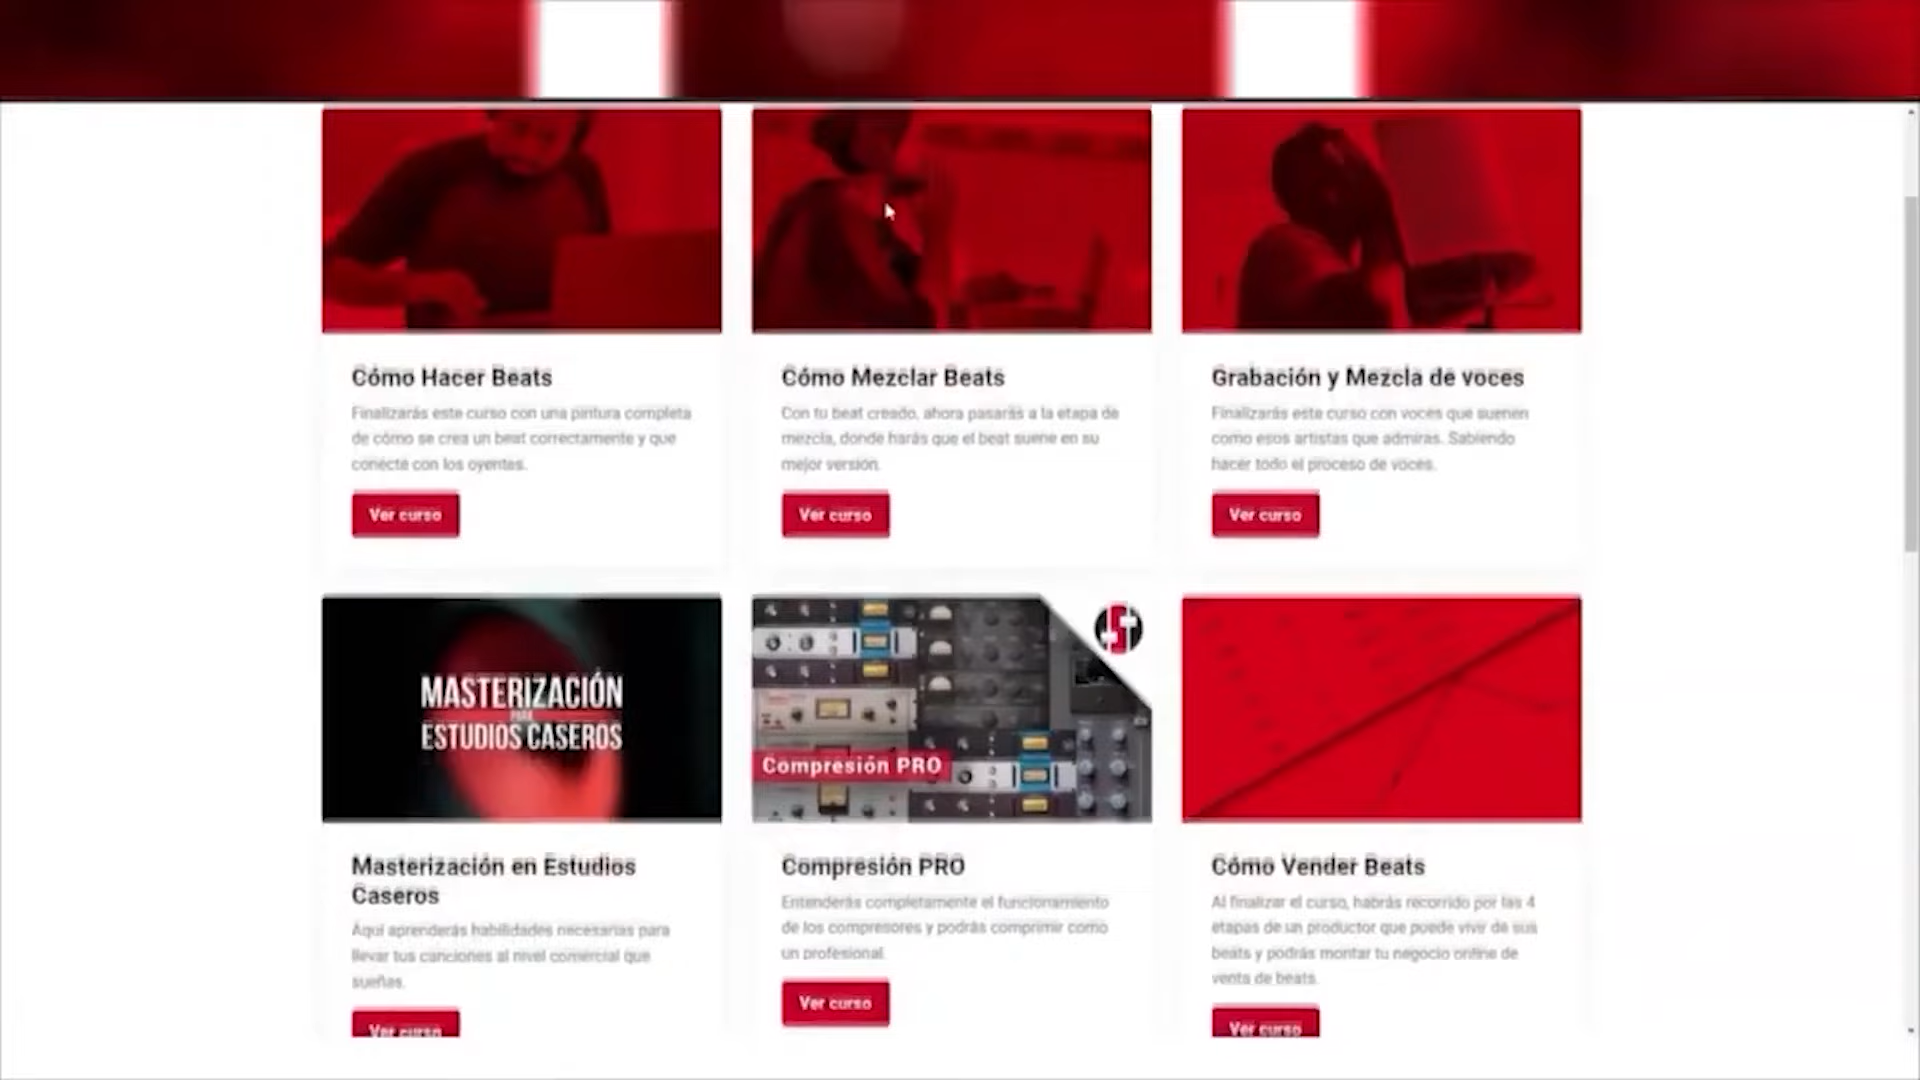 Cómo Hacer Beats
Finalizarás este curso con una pintura completa
de cómo se crea un beat correctamente y que
conecte con los oyentes.
Ver curso
Cómo Mezclar Beats
Con tu beat creado, ahora pasarás a la etapa de
mezcla, donde harás que el beat suene en su
mejor versión.
Ver curso
Grabación y Mezcla de voces
Finalizarás este curso con voces que suenen
como esos artistas que admiras. Sabiendo
hacer todo el proceso de voces.
Ver curso
MASTERIZACIÓN
PARA
ESTUDIOS CASEROS
Masterización en Estudios
Caseros
Aquí aprenderás habilidades necesarias para
llevar tus canciones al nivel comercial que
sueñas.
Ver curso
Compresión PRO
Compresión PRO
Entenderás completamente el funcionamiento
de los compresores y podrás comprimir como
un profesional.
Ver curso
Cómo Vender Beats
Al finalizar el curso, habrás recorrido por las 4
etapas de un productor que puede vivir de sus
beats y podrás montar tu negocio online de
venta de beats.
Ver curso